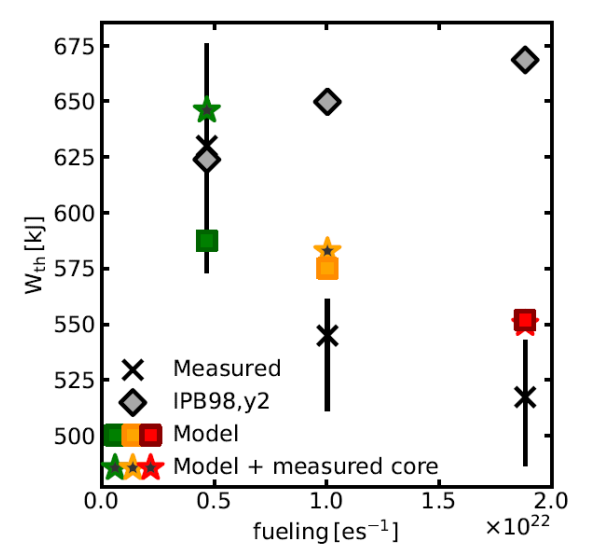 675
650
625
600
575
550
525
500
W_th [kJ]
Measured
IPB98,y2
Model
Model + measured core
0.0 0.5 1.0 1.5 2.0
fueling [es⁻¹] ×10²²